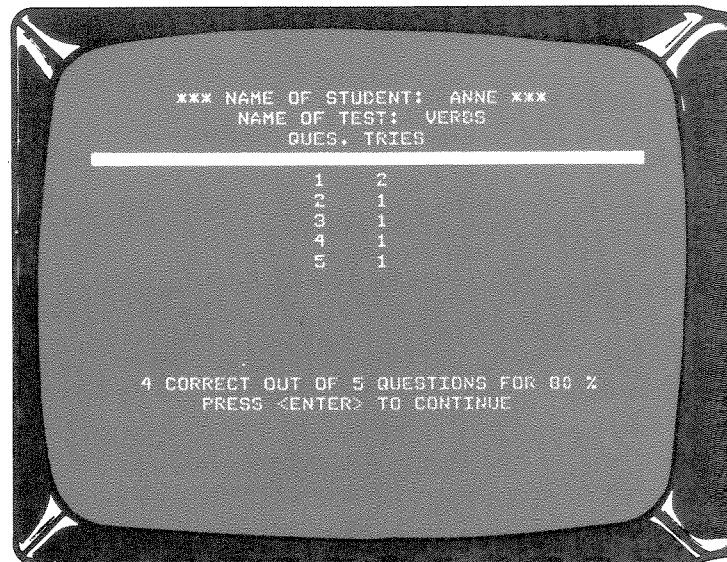 *** NAME OF STUDENT: ANNE ***
NAME OF TEST: VERBS
QUES. TRIES
1 2
2 1
3 1
4 1
5 1
4 CORRECT OUT OF 5 QUESTIONS FOR 80 %
PRESS <ENTER> TO CONTINUE